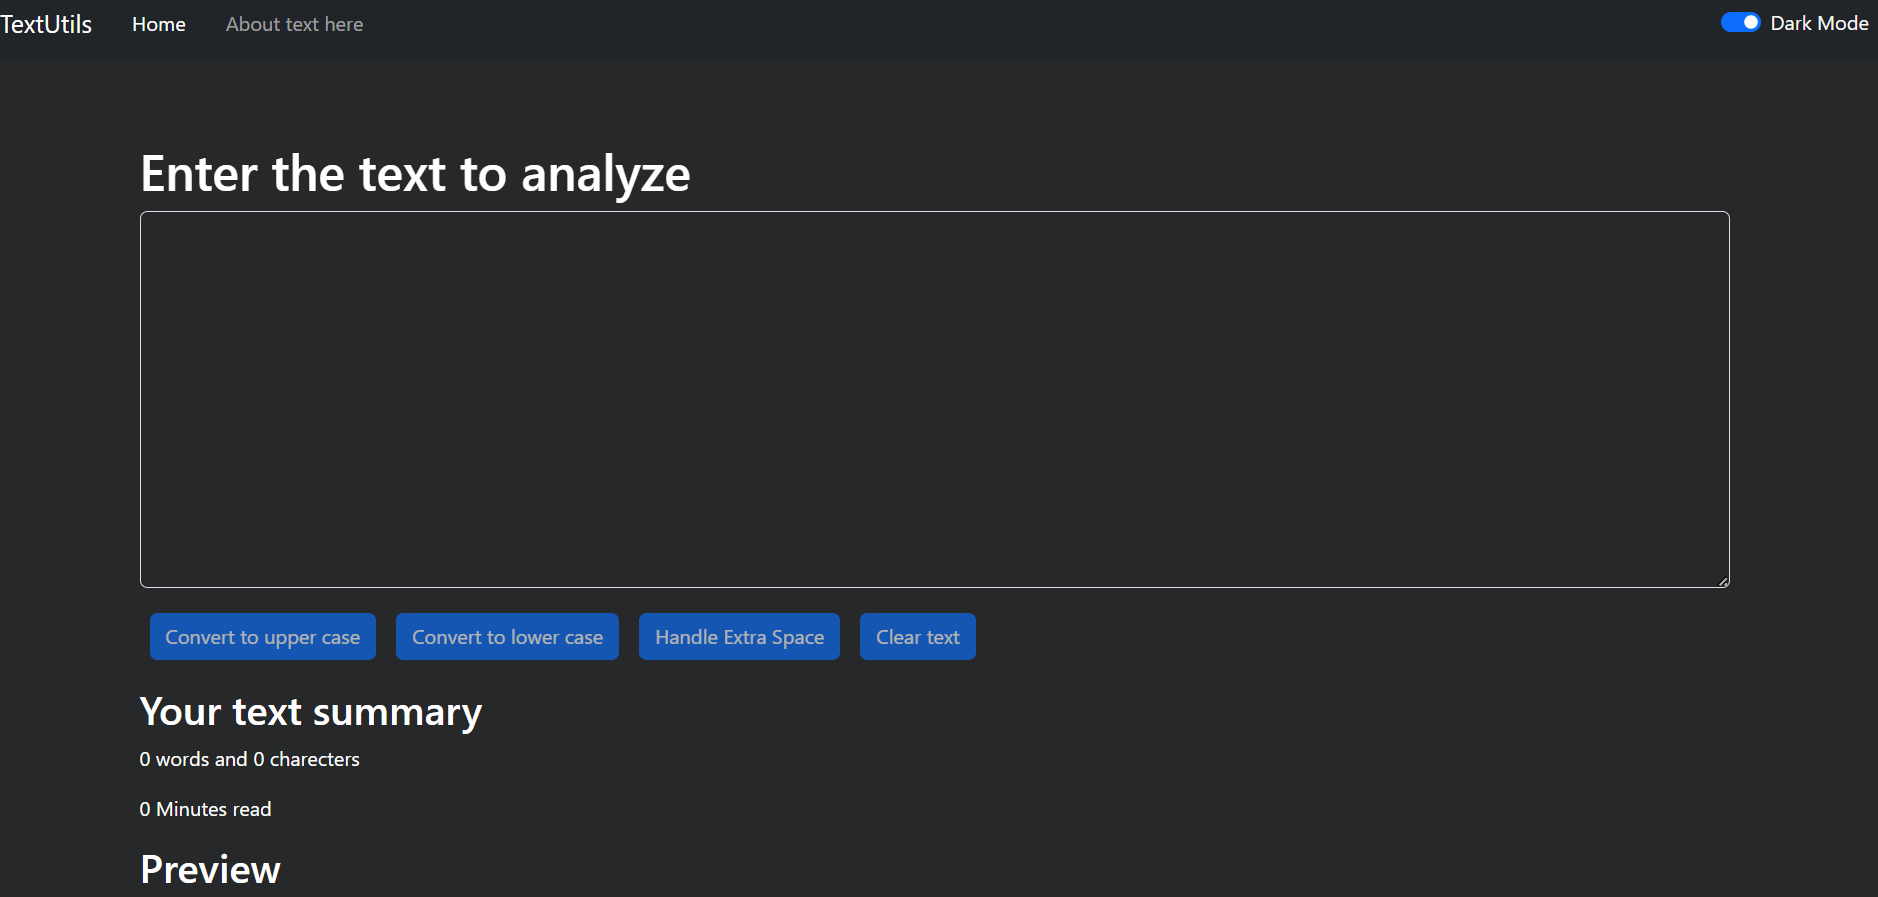 TextUtils Home About text here Dark Mode
Enter the text to analyze
Convert to upper case Convert to lower case Handle Extra Space Clear text
Your text summary
0 words and 0 charecters
0 Minutes read
Preview